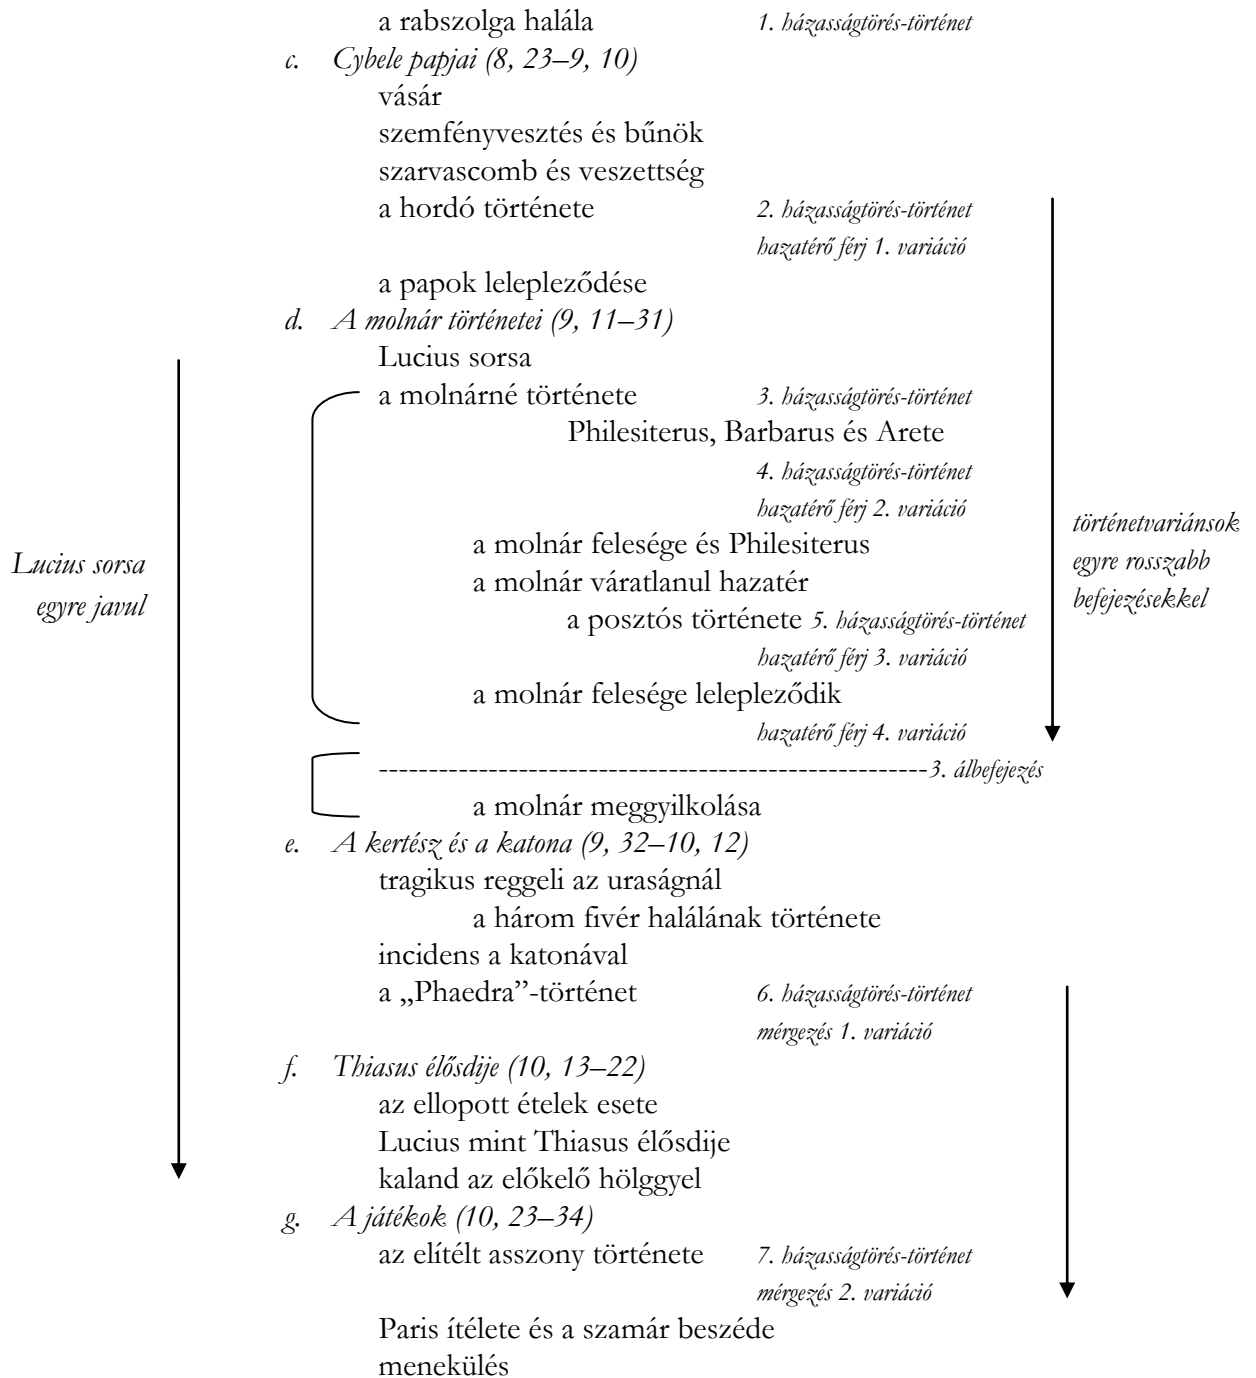 a rabszolga halála 1. házasságtörés-történet
c. Cybele papjai (8, 23–9, 10)
vásár
szemfényvesztés és bűnök
szarvascomb és veszettség
a hordó története 2. házasságtörés-történet
hazatérő férj 1. variáció
a papok lelepleződése
d. A molnár történetei (9, 11–31)
Lucius sorsa
a molnárné története 3. házasságtörés-történet
Philesiterus, Barbarus és Arete
4. házasságtörés-történet
hazatérő férj 2. variáció
a molnár felesége és Philesiterus
a molnár váratlanul hazatér
a posztós története 5. házasságtörés-történet
hazatérő férj 3. variáció
a molnár felesége lelepleződik
hazatérő férj 4. variáció
-------------------------------------------------------3. álbefejezés
a molnár meggyilkolása
e. A kertész és a katona (9, 32–10, 12)
tragikus reggeli az uraságnál
a három fivér halálának története
incidens a katonával
a „Phaedra”-történet 6. házasságtörés-történet
mérgezés 1. variáció
f. Thiasus élősdije (10, 13–22)
az ellopott ételek esete
Lucius mint Thiasus élősdije
kaland az előkelő hölggyel
g. A játékok (10, 23–34)
az elítélt asszony története 7. házasságtörés-történet
mérgezés 2. variáció
Paris ítélete és a szamár beszéde
menekülés
Lucius sorsa
egyre javul
történetvariánsok
egyre rosszabb
befejezésekkel